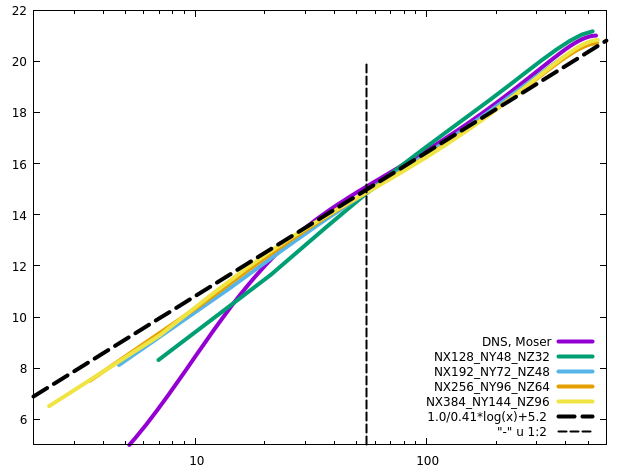 22
20
18
16
14
12
10
8
6
DNS, Moser
NX128_NY48_NZ32
NX192_NY72_NZ48
NX256_NY96_NZ64
NX384_NY144_NZ96
1.0/0.41*log(x)+5.2
"-" u 1:2
10 100